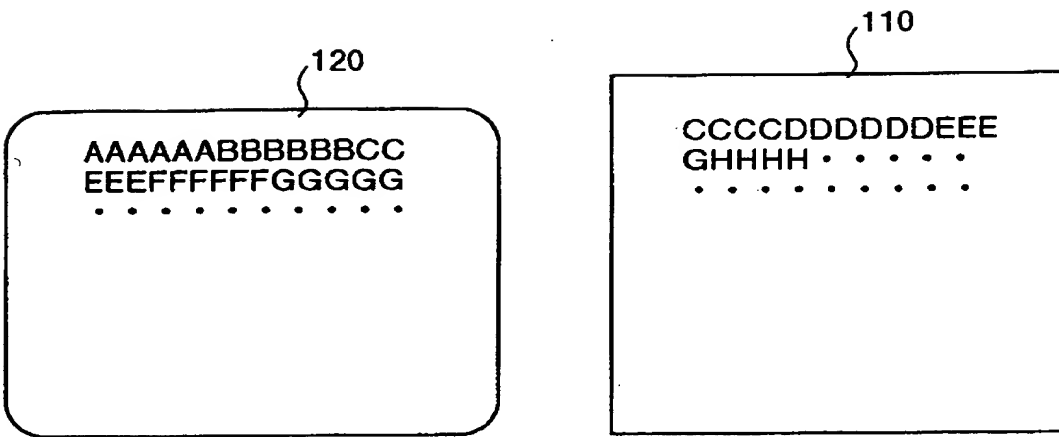 120
AAAAAABBBBBBCC
EEEFFFFFFGGGGG
• • • • • • • • • •
110
CCCCDDDDDDEEE
GHHHH • • • • •
• • • • • • • • •